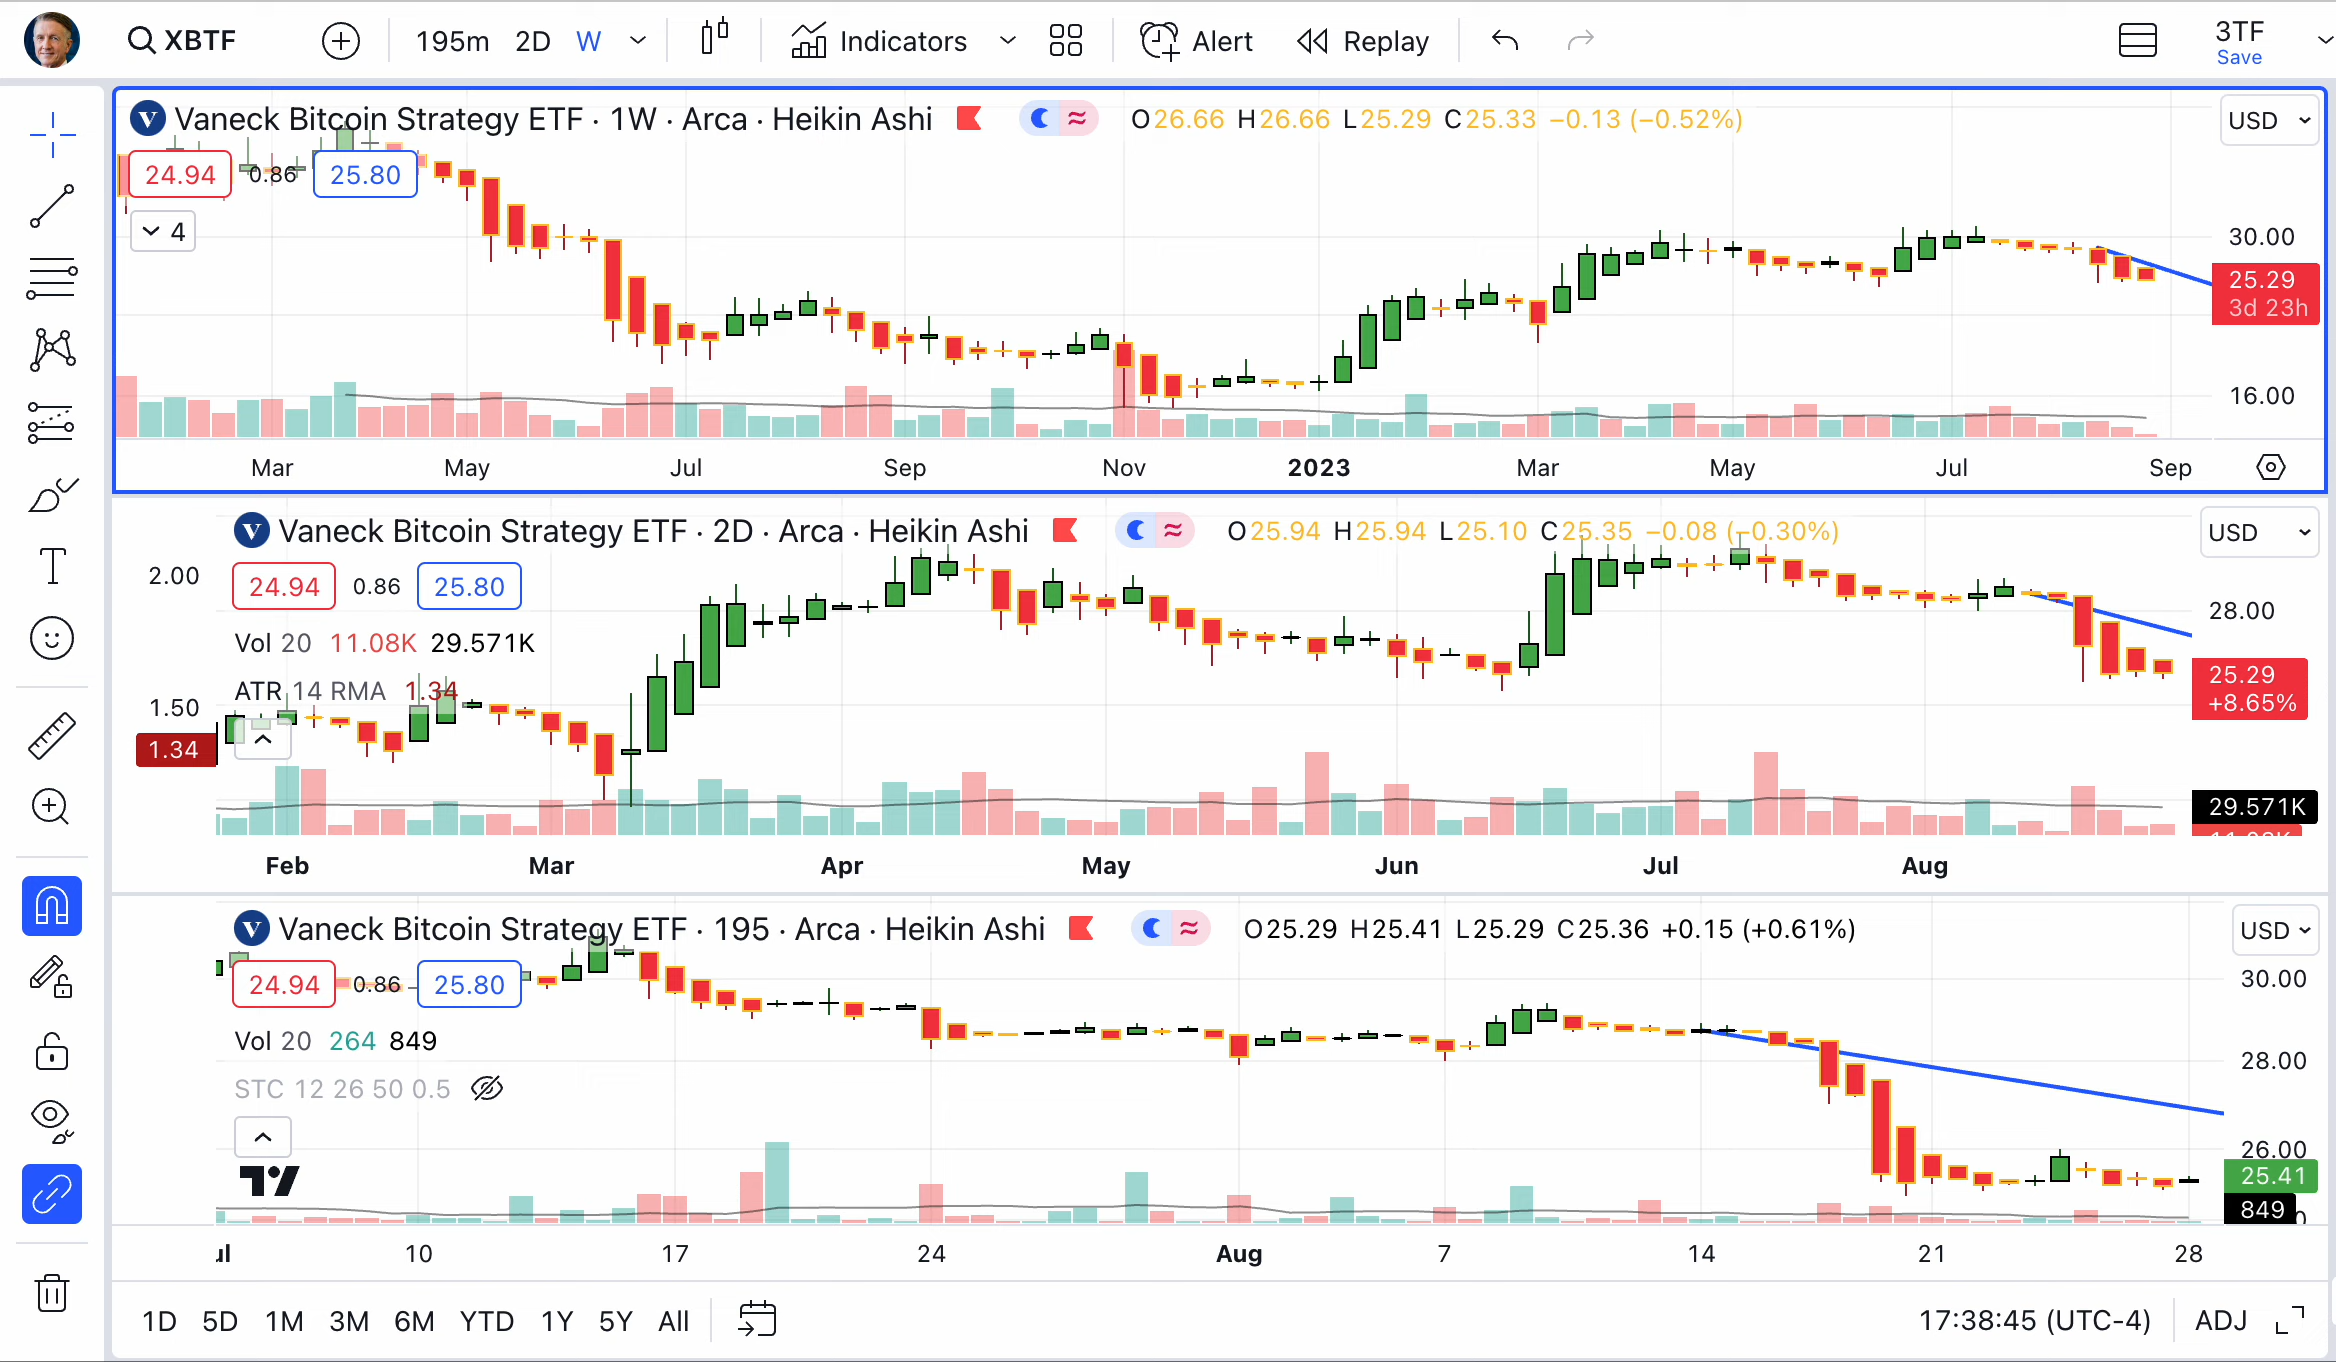 XBTF 195m 2D W Indicators Alert Replay 3TF
Save
Vaneck Bitcoin Strategy ETF · 1W · Arca · Heikin Ashi O26.66 H26.66 L25.29 C25.33 −0.13 (−0.52%) USD
24.94 0.86 25.80
4
30.00
25.29
3d 23h
16.00
Mar May Jul Sep Nov 2023 Mar May Jul Sep
Vaneck Bitcoin Strategy ETF · 2D · Arca · Heikin Ashi O25.94 H25.94 L25.10 C25.35 −0.08 (−0.30%) USD
2.00
24.94 0.86 25.80
28.00
Vol 20 11.08K 29.571K
ATR 14 RMA 1.34
25.29
+8.65%
1.50
1.34
29.571K
11.08K
Feb Mar Apr May Jun Jul Aug
Vaneck Bitcoin Strategy ETF · 195 · Arca · Heikin Ashi O25.29 H25.41 L25.29 C25.36 +0.15 (+0.61%) USD
24.94 0.86 25.80
30.00
Vol 20 264 849
28.00
STC 12 26 50 0.5
26.00
25.41
849
10 17 24 Aug 7 14 21 28
1D 5D 1M 3M 6M YTD 1Y 5Y All 17:38:45 (UTC-4) ADJ